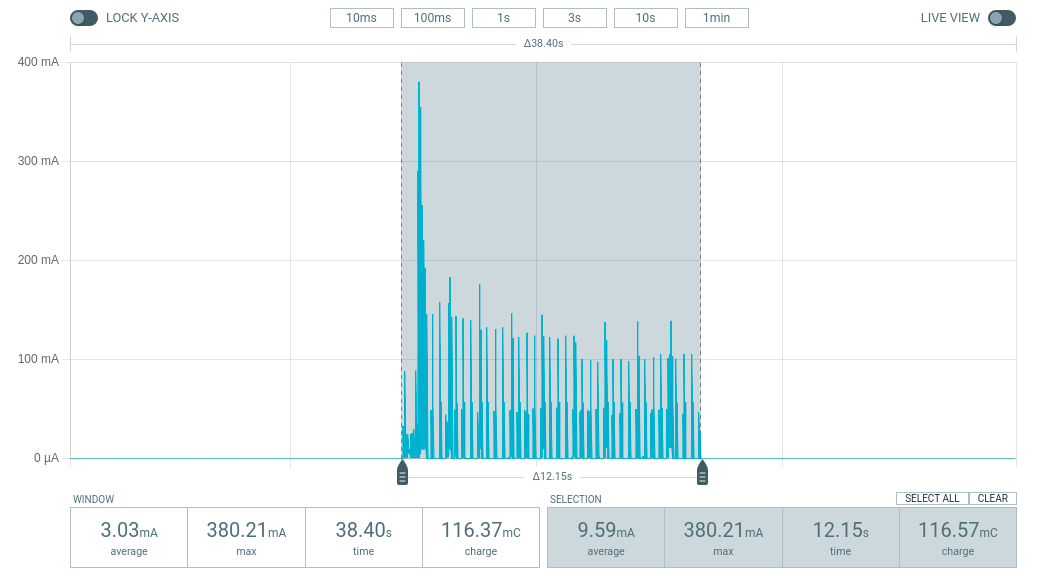 LOCK Y-AXIS 10ms 100ms 1s 3s 10s 1min LIVE VIEW
Δ38.40s
400 mA
300 mA
200 mA
100 mA
0 µA
Δ12.15s
WINDOW SELECTION SELECT ALL CLEAR
3.03mA 380.21mA 38.40s 116.37mC 9.59mA 380.21mA 12.15s 116.57mC
average max time charge average max time charge